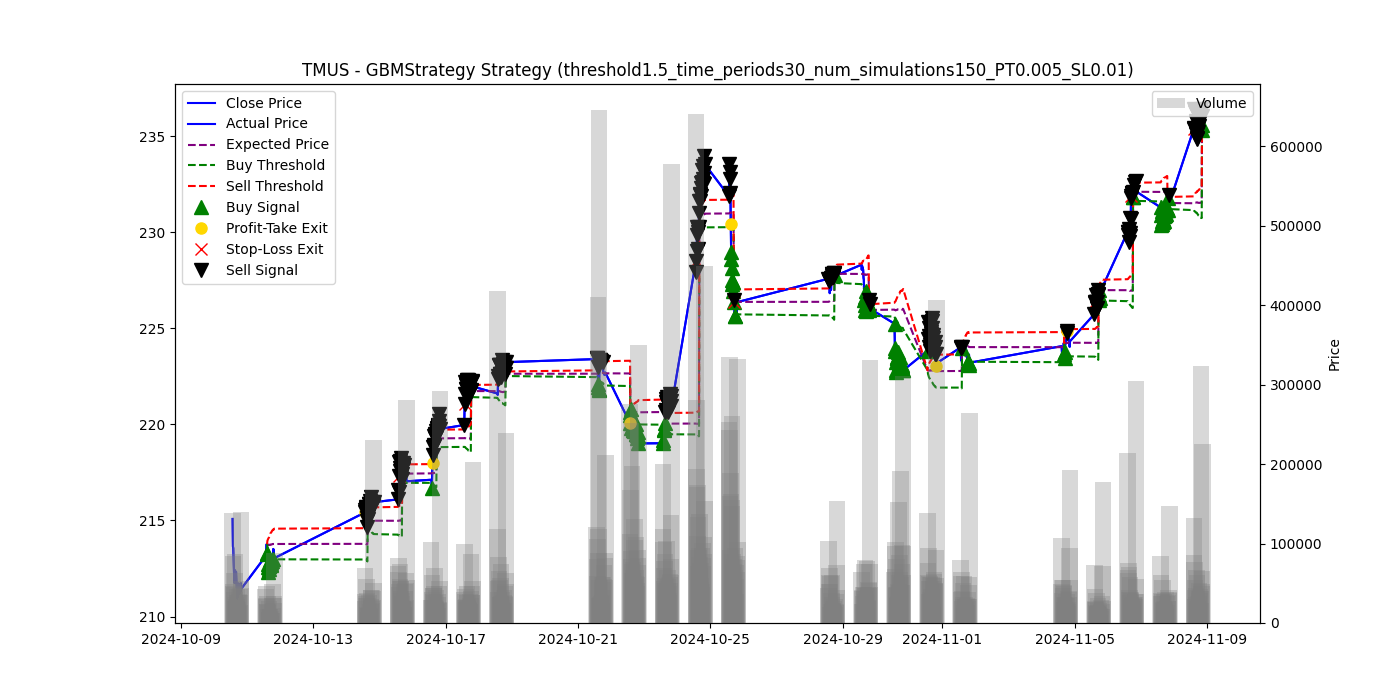 TMUS - GBMStrategy Strategy (threshold1.5_time_periods30_num_simulations150_PT0.005_SL0.01)
Close Price
Actual Price
Expected Price
Buy Threshold
Sell Threshold
Buy Signal
Profit-Take Exit
Stop-Loss Exit
Sell Signal
Volume
235
230
225
220
215
210
600000
500000
400000
300000
200000
100000
0
Price
2024-10-09
2024-10-13
2024-10-17
2024-10-21
2024-10-25
2024-10-29
2024-11-01
2024-11-05
2024-11-09